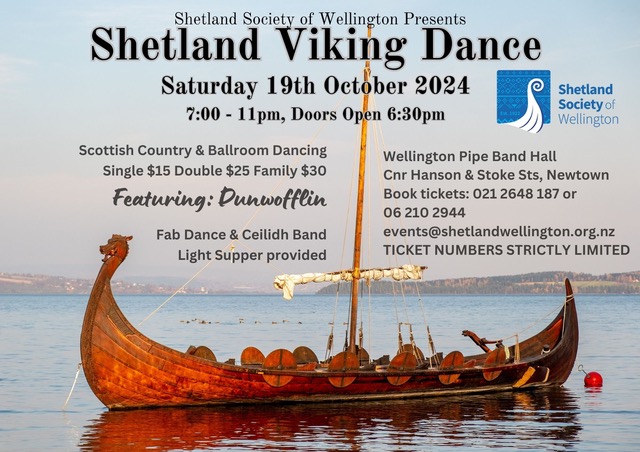 Shetland Society of Wellington Presents
Shetland Viking Dance
Saturday 19th October 2024
7:00 - 11pm, Doors Open 6:30pm
Shetland
Society of
Wellington
Scottish Country & Ballroom Dancing
Single $15 Double $25 Family $30
Featuring: Dunwofflin
Fab Dance & Ceilidh Band
Light Supper provided
Wellington Pipe Band Hall
Cnr Hanson & Stoke Sts, Newtown
Book tickets: 021 2648 187 or
06 210 2944
events@shetlandwellington.org.nz
TICKET NUMBERS STRICTLY LIMITED